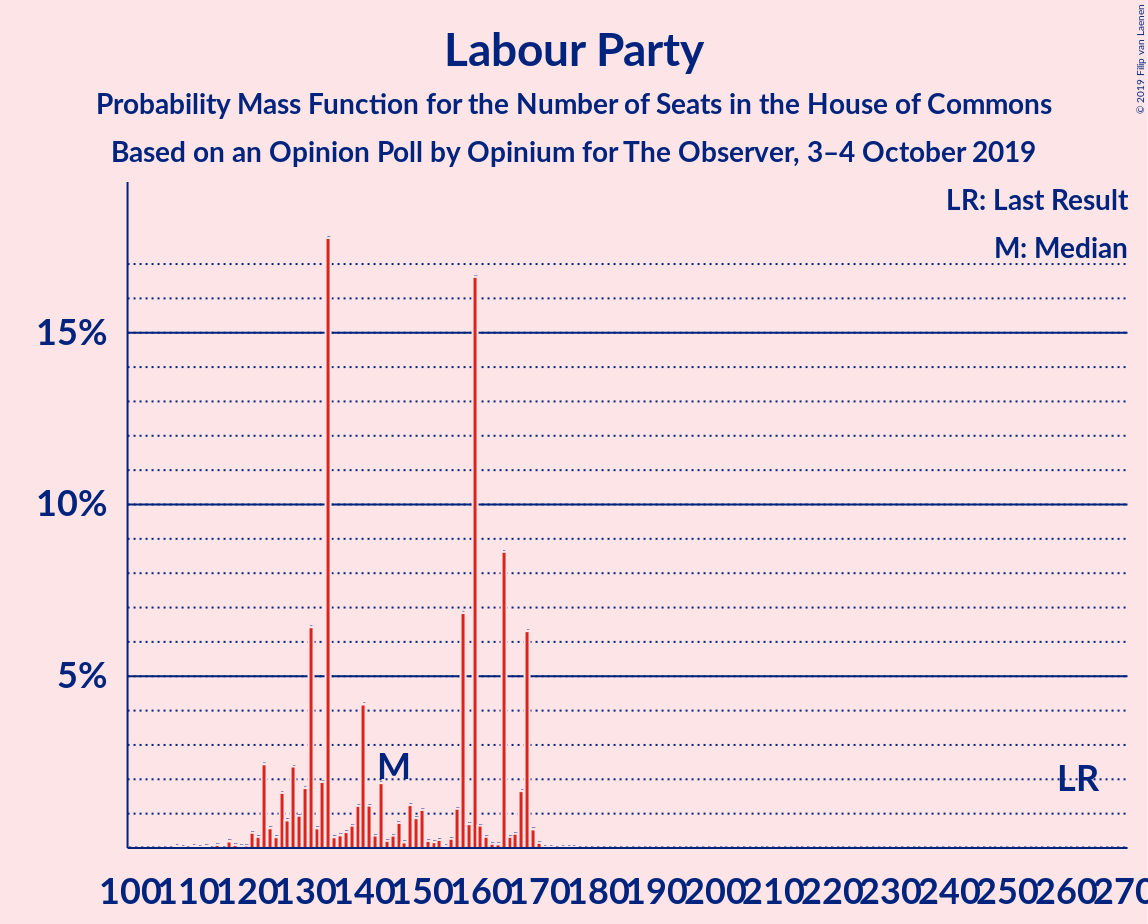 Labour Party
Probability Mass Function for the Number of Seats in the House of Commons
Based on an Opinion Poll by Opinium for The Observer, 3–4 October 2019
© 2019 Filip van Laenen
LR: Last Result
M: Median
15%
10%
5%
M
LR
100 110 120 130 140 150 160 170 180 190 200 210 220 230 240 250 260 270